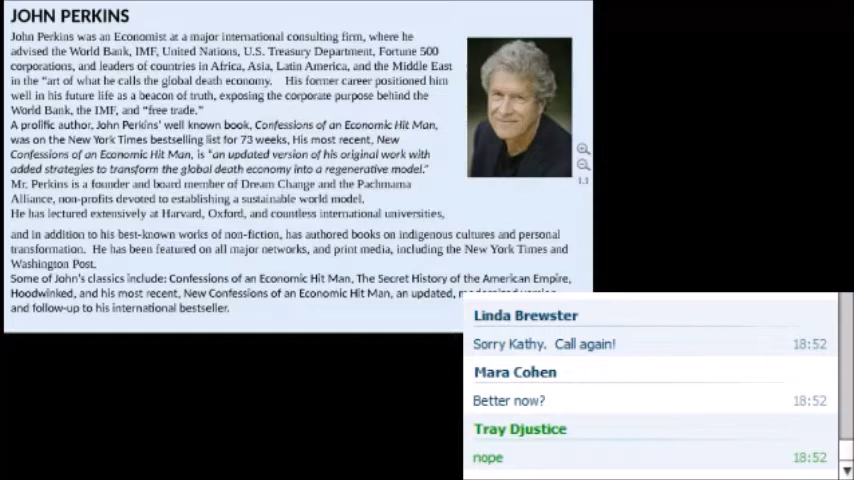 JOHN PERKINS
John Perkins was an Economist at a major international consulting firm, where he
advised the World Bank, IMF, United Nations, U.S. Treasury Department, Fortune 500
corporations, and leaders of countries in Africa, Asia, Latin America, and the Middle East
in the “art of what he calls the global death economy. His former career positioned him
well in his future life as a beacon of truth, exposing the corporate purpose behind the
World Bank, the IMF, and “free trade.”
A prolific author, John Perkins' well known book, Confessions of an Economic Hit Man,
was on the New York Times bestselling list for 73 weeks, His most recent, New
Confessions of an Economic Hit Man, is “an updated version of his original work with
added strategies to transform the global death economy into a regenerative model.”
Mr. Perkins is a founder and board member of Dream Change and the Pachmama
Alliance, non-profits devoted to establishing a sustainable world model.
He has lectured extensively at Harvard, Oxford, and countless international universities,
and in addition to his best-known works of non-fiction, has authored books on indigenous cultures and personal
transformation. He has been featured on all major networks, and print media, including the New York Times and
Washington Post.
Some of John's classics include: Confessions of an Economic Hit Man, The Secret History of the American Empire,
Hoodwinked, and his most recent, New Confessions of an Economic Hit Man, an updated,
and follow-up to his international bestseller.
1:1
Linda Brewster
Sorry Kathy. Call again!
18:52
Mara Cohen
Better now?
18:52
Tray Djustice
nope
18:52